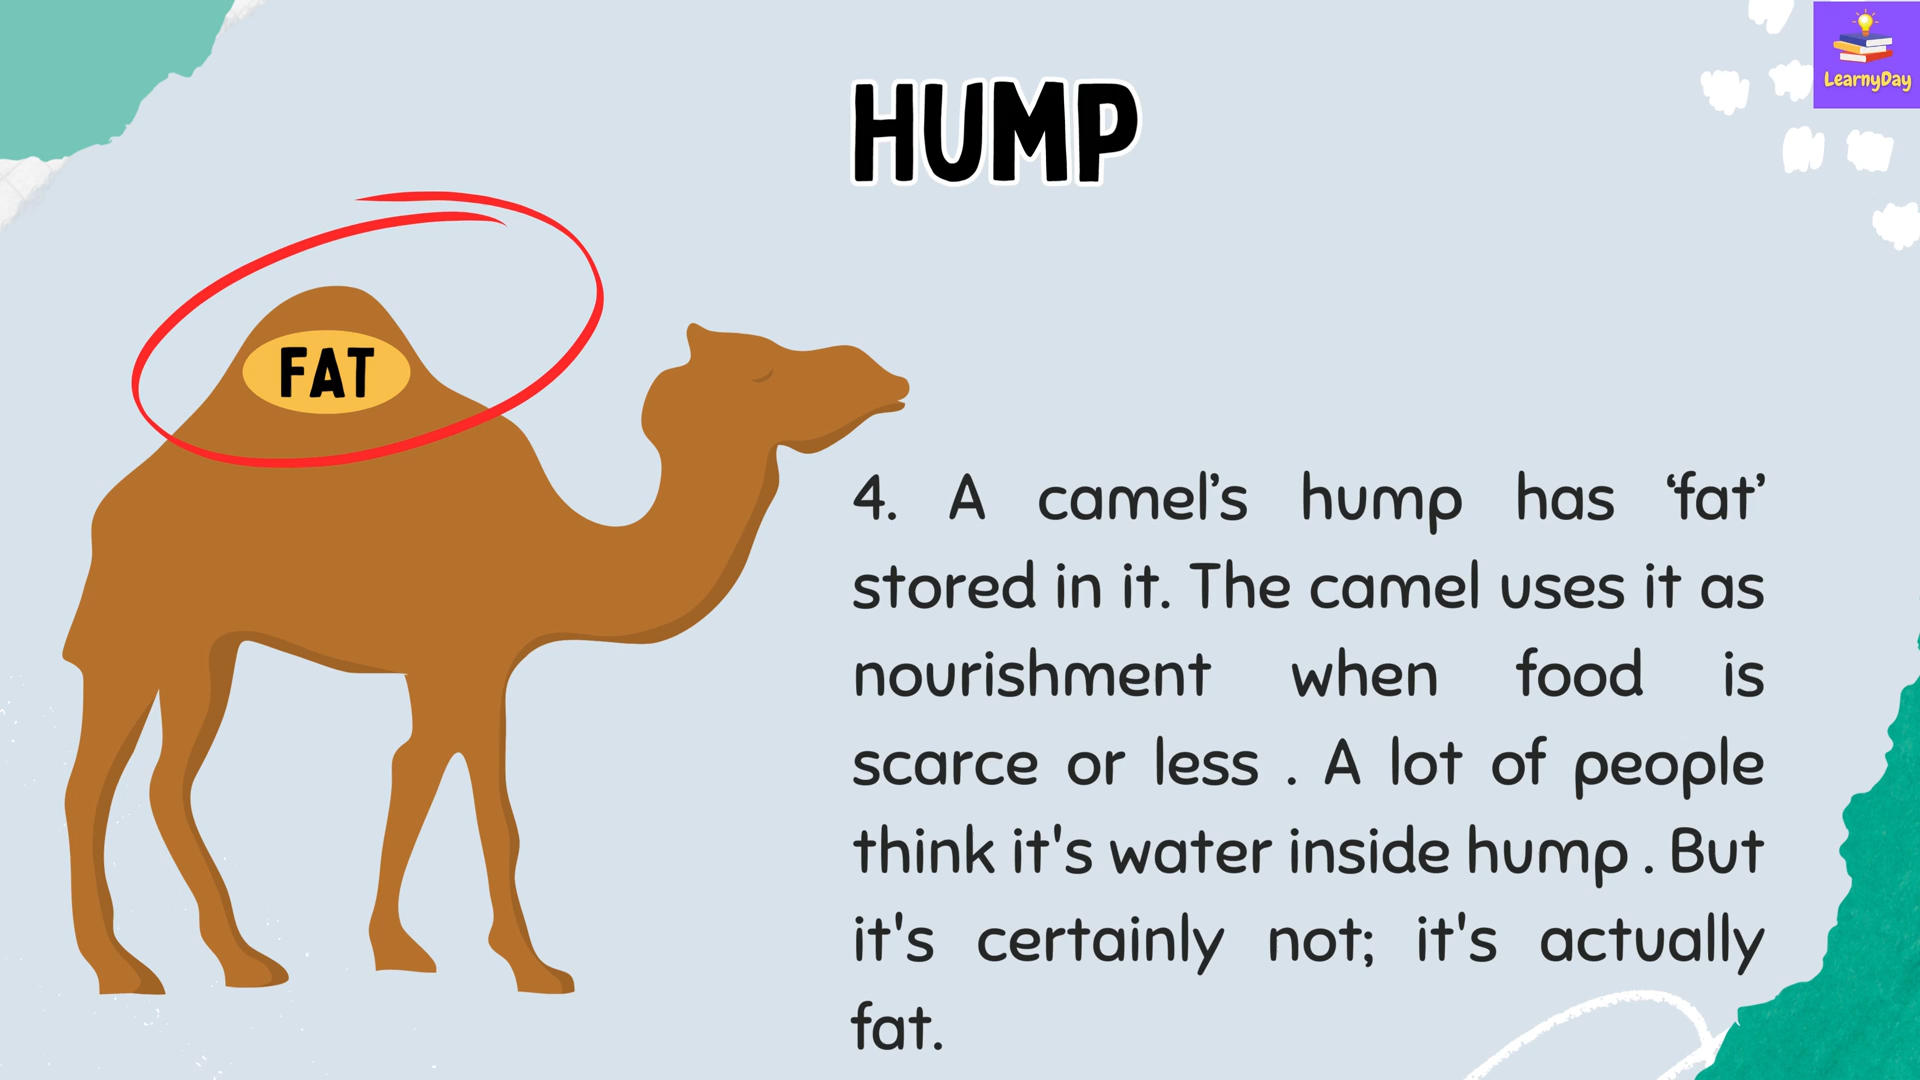 LearnyDay
HUMP
FAT
4. A camel’s hump has ‘fat’
stored in it. The camel uses it as
nourishment when food is
scarce or less . A lot of people
think it's water inside hump . But
it's certainly not; it's actually
fat.